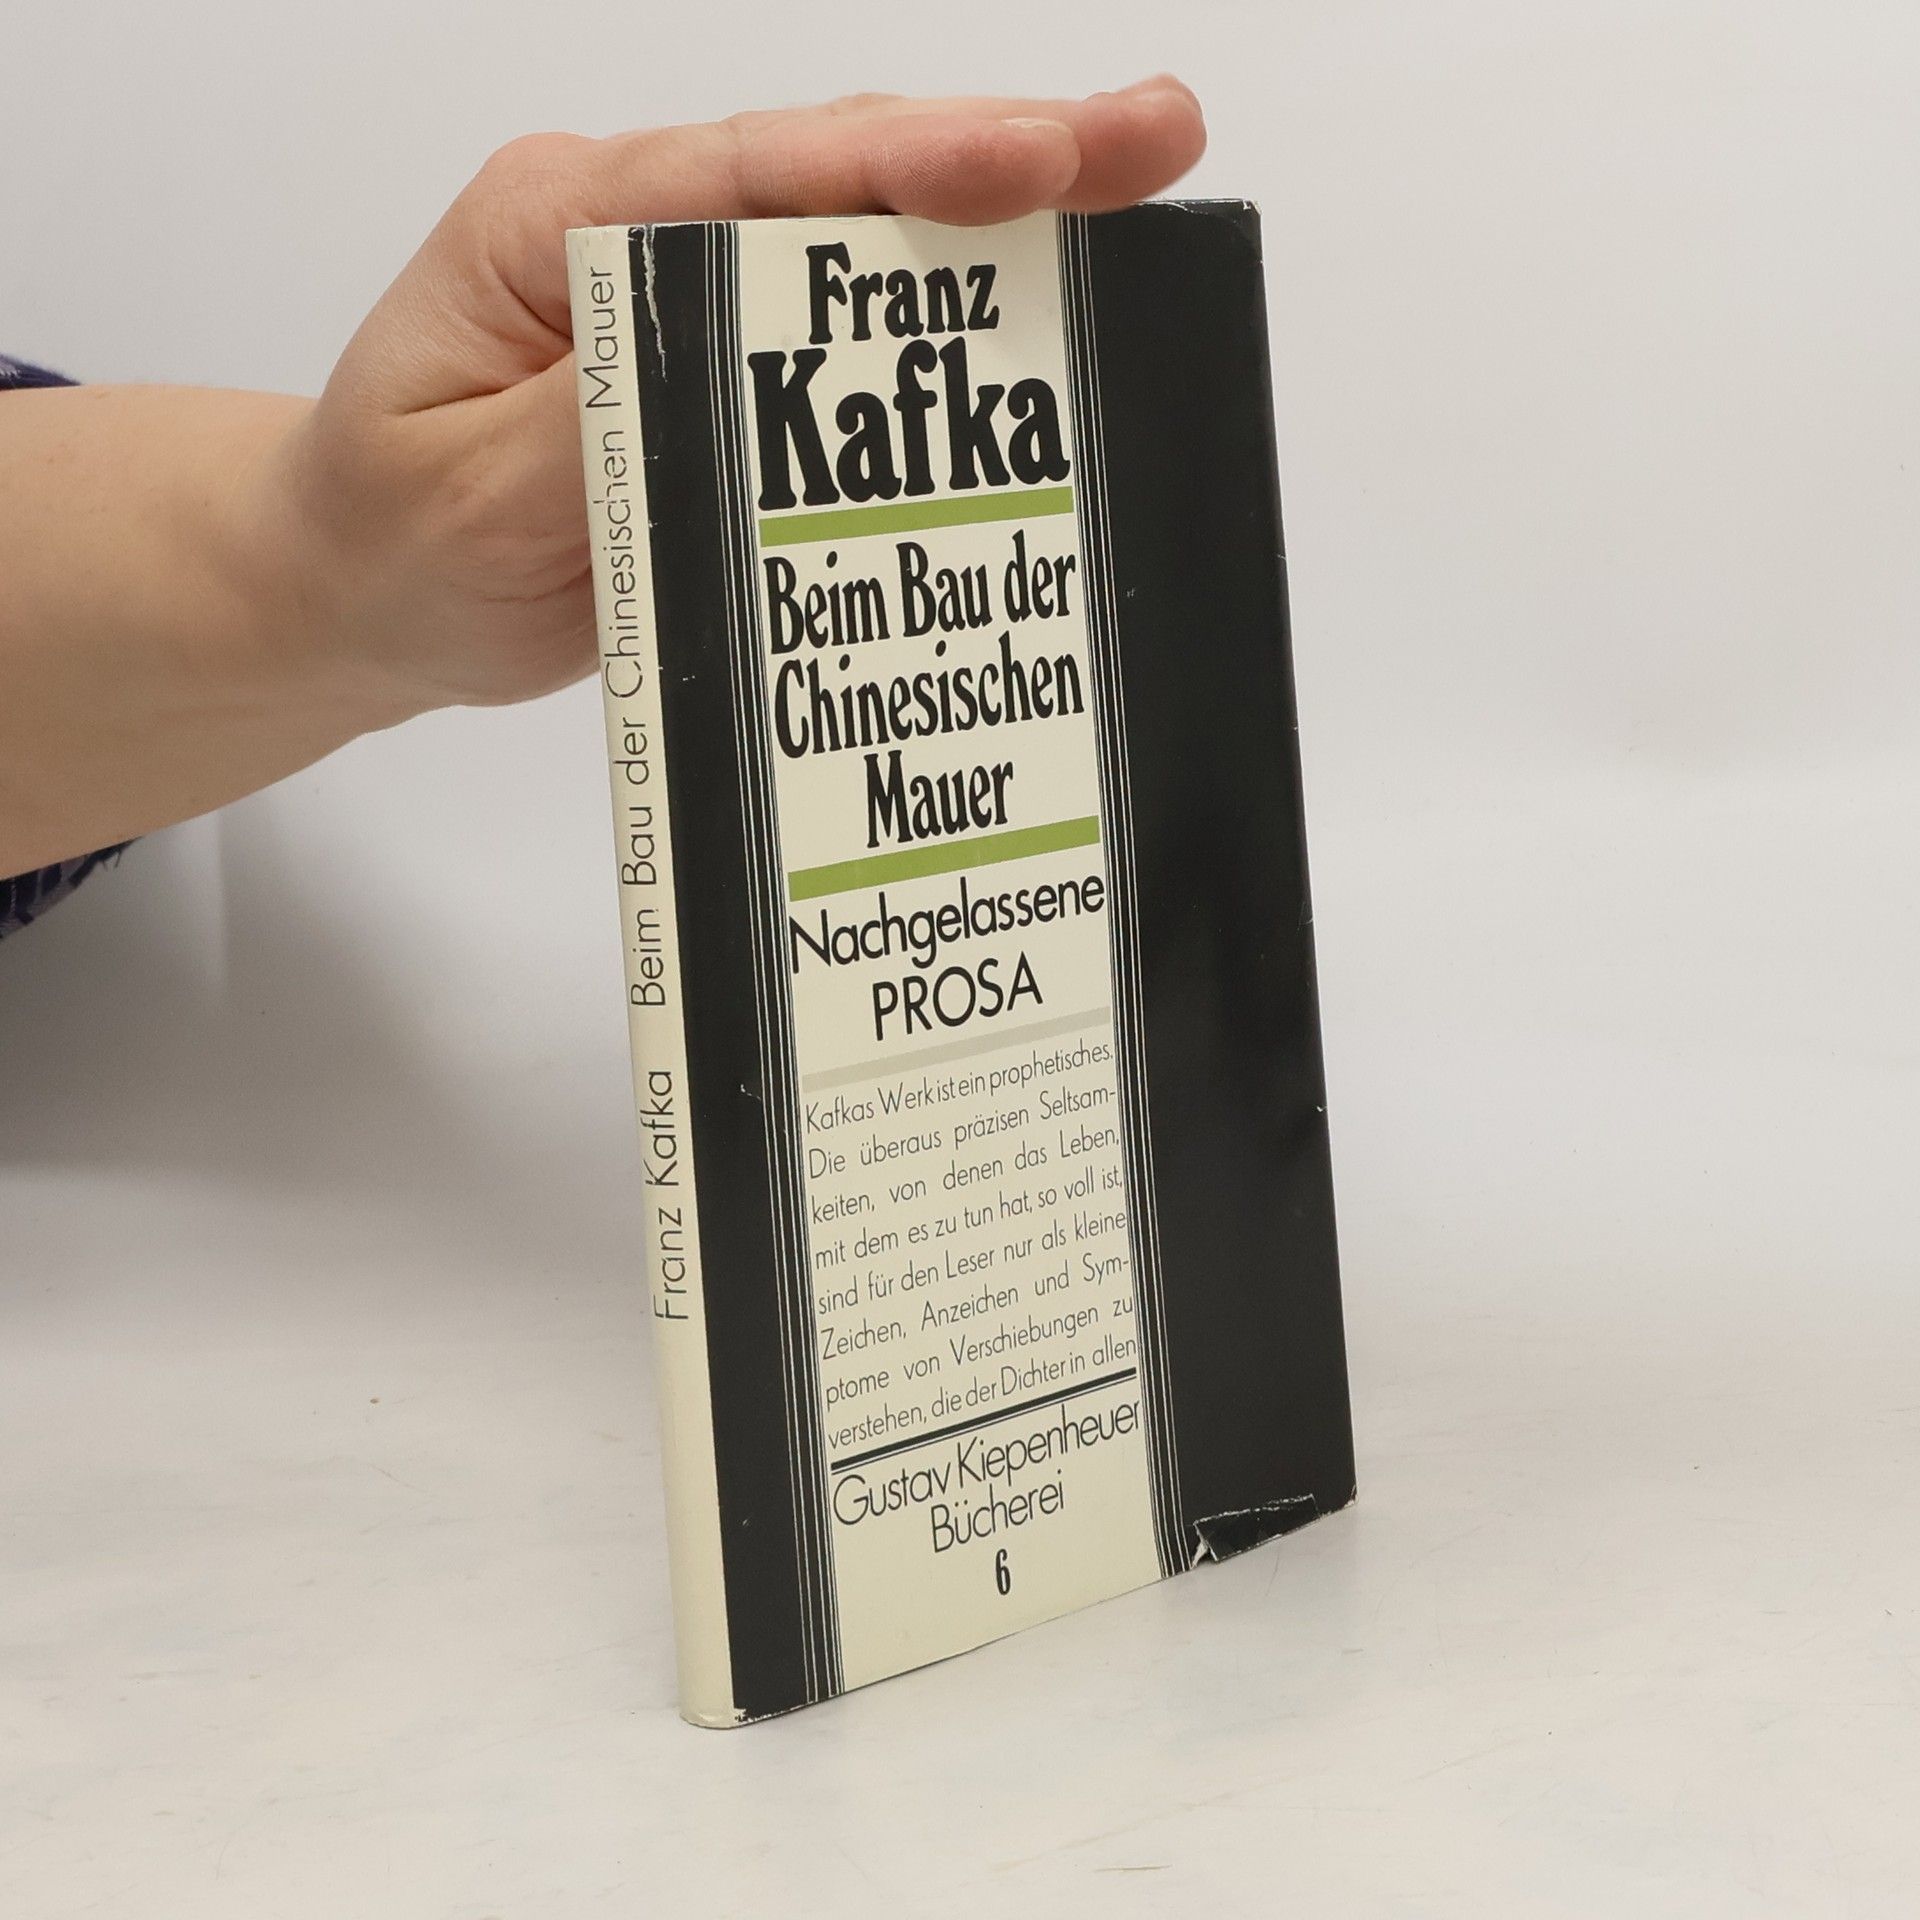 Franz Kafka Beim Bau der Chinesischen Mauer
Franz
Kafka
Beim Bau der
Chinesischen
Mauer
Nachgelassene
PROSA
Kafkas Werk ist ein prophetisches.
Die überaus präzisen Seltsam-
keiten, von denen das Leben,
mit dem es zu tun hat, so voll ist,
sind für den Leser nur als kleine
Zeichen, Anzeichen und Sym-
ptome von Verschiebungen zu
verstehen, die der Dichter in allen
Gustav Kiepenheuer
Bücherei
6